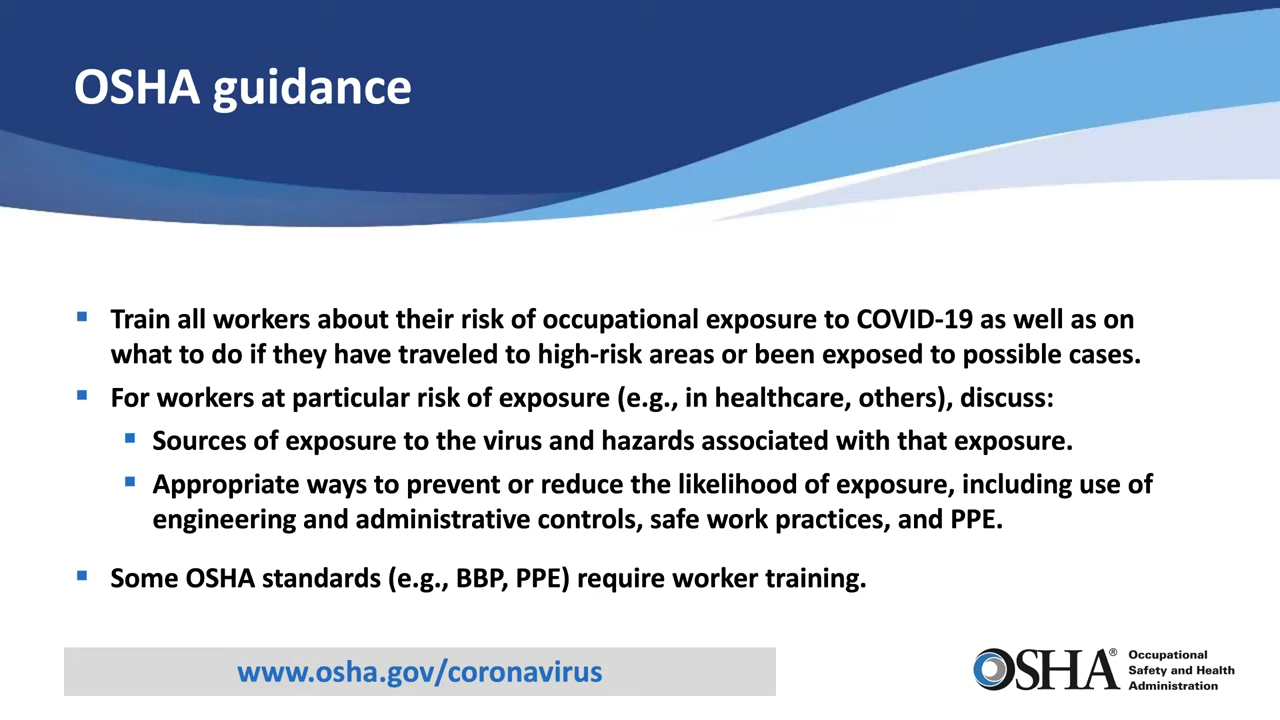 OSHA guidance
▪ Train all workers about their risk of occupational exposure to COVID-19 as well as on
what to do if they have traveled to high-risk areas or been exposed to possible cases.
▪ For workers at particular risk of exposure (e.g., in healthcare, others), discuss:
▪ Sources of exposure to the virus and hazards associated with that exposure.
▪ Appropriate ways to prevent or reduce the likelihood of exposure, including use of
engineering and administrative controls, safe work practices, and PPE.
▪ Some OSHA standards (e.g., BBP, PPE) require worker training.
www.osha.gov/coronavirus
OSHA®
Occupational
Safety and Health
Administration